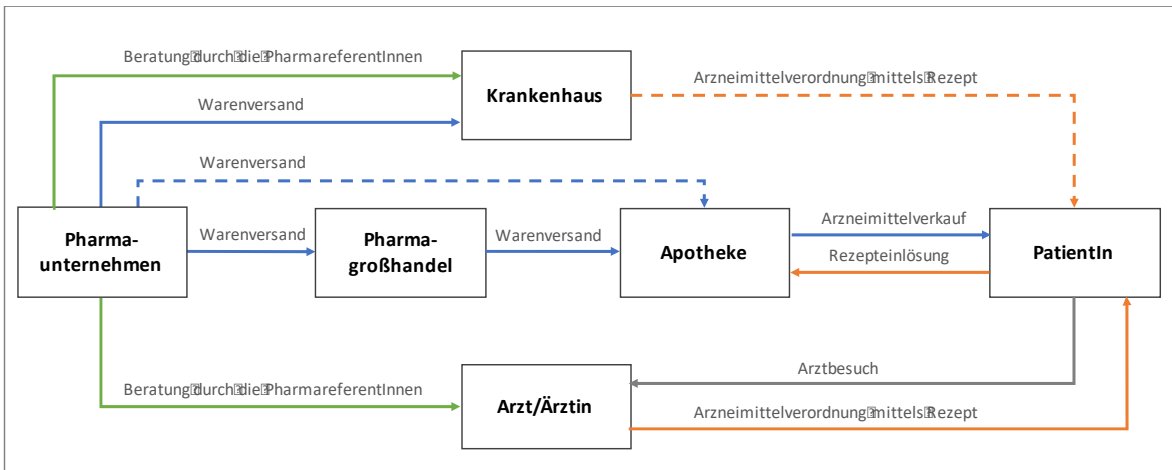 Beratung durch die PharmareferentInnen
Krankenhaus
Arzneimittelverordnung mittels Rezept
Warenversand
Warenversand
Pharma-
unternehmen
Warenversand
Pharma-
großhandel
Warenversand
Apotheke
Arzneimittelverkauf
Rezepteinlösung
PatientIn
Arztbesuch
Beratung durch die PharmareferentInnen
Arzt/Ärztin
Arzneimittelverordnung mittels Rezept